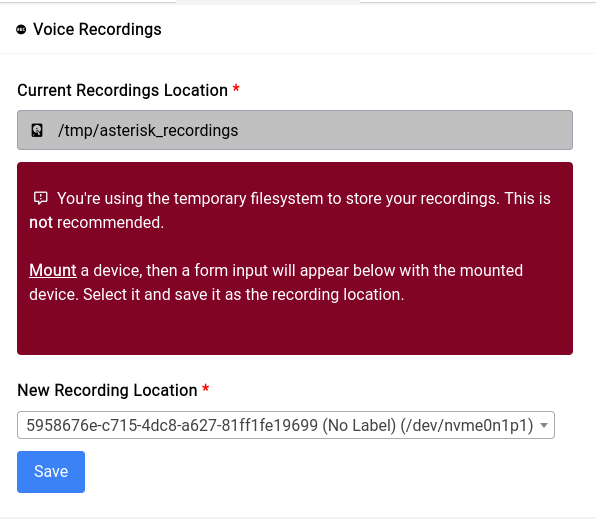 Voice Recordings
Current Recordings Location *
/tmp/asterisk_recordings
You're using the temporary filesystem to store your recordings. This is
not recommended.
Mount a device, then a form input will appear below with the mounted
device. Select it and save it as the recording location.
New Recording Location *
5958676e-c715-4dc8-a627-81ff1fe19699 (No Label) (/dev/nvme0n1p1)
Save